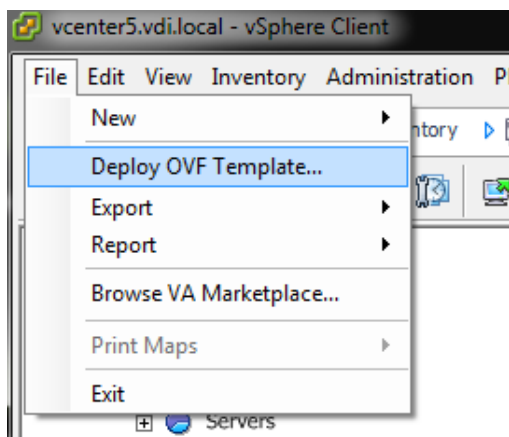 vcenter5.vdi.local - vSphere Client
File Edit View Inventory Administration
New
Deploy OVF Template...
Export
Report
Browse VA Marketplace...
Print Maps
Exit
Servers